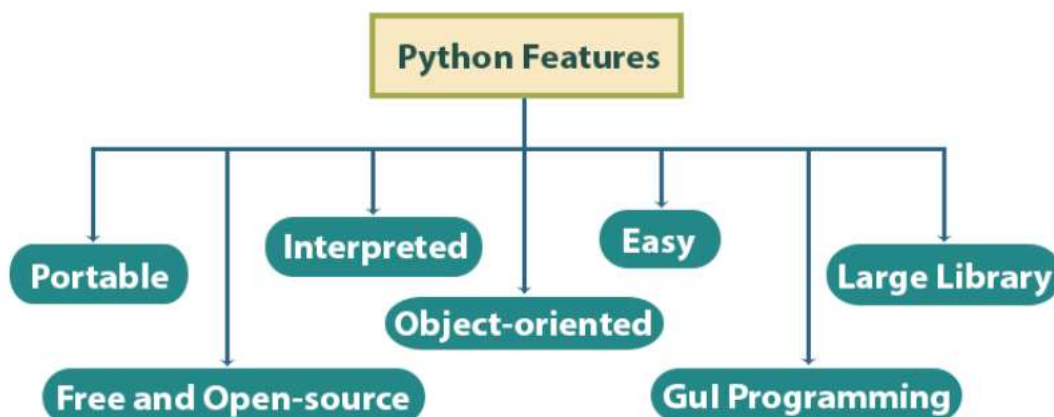 Python Features
Portable
Free and Open-source
Interpreted
Object-oriented
Easy
GuI Programming
Large Library